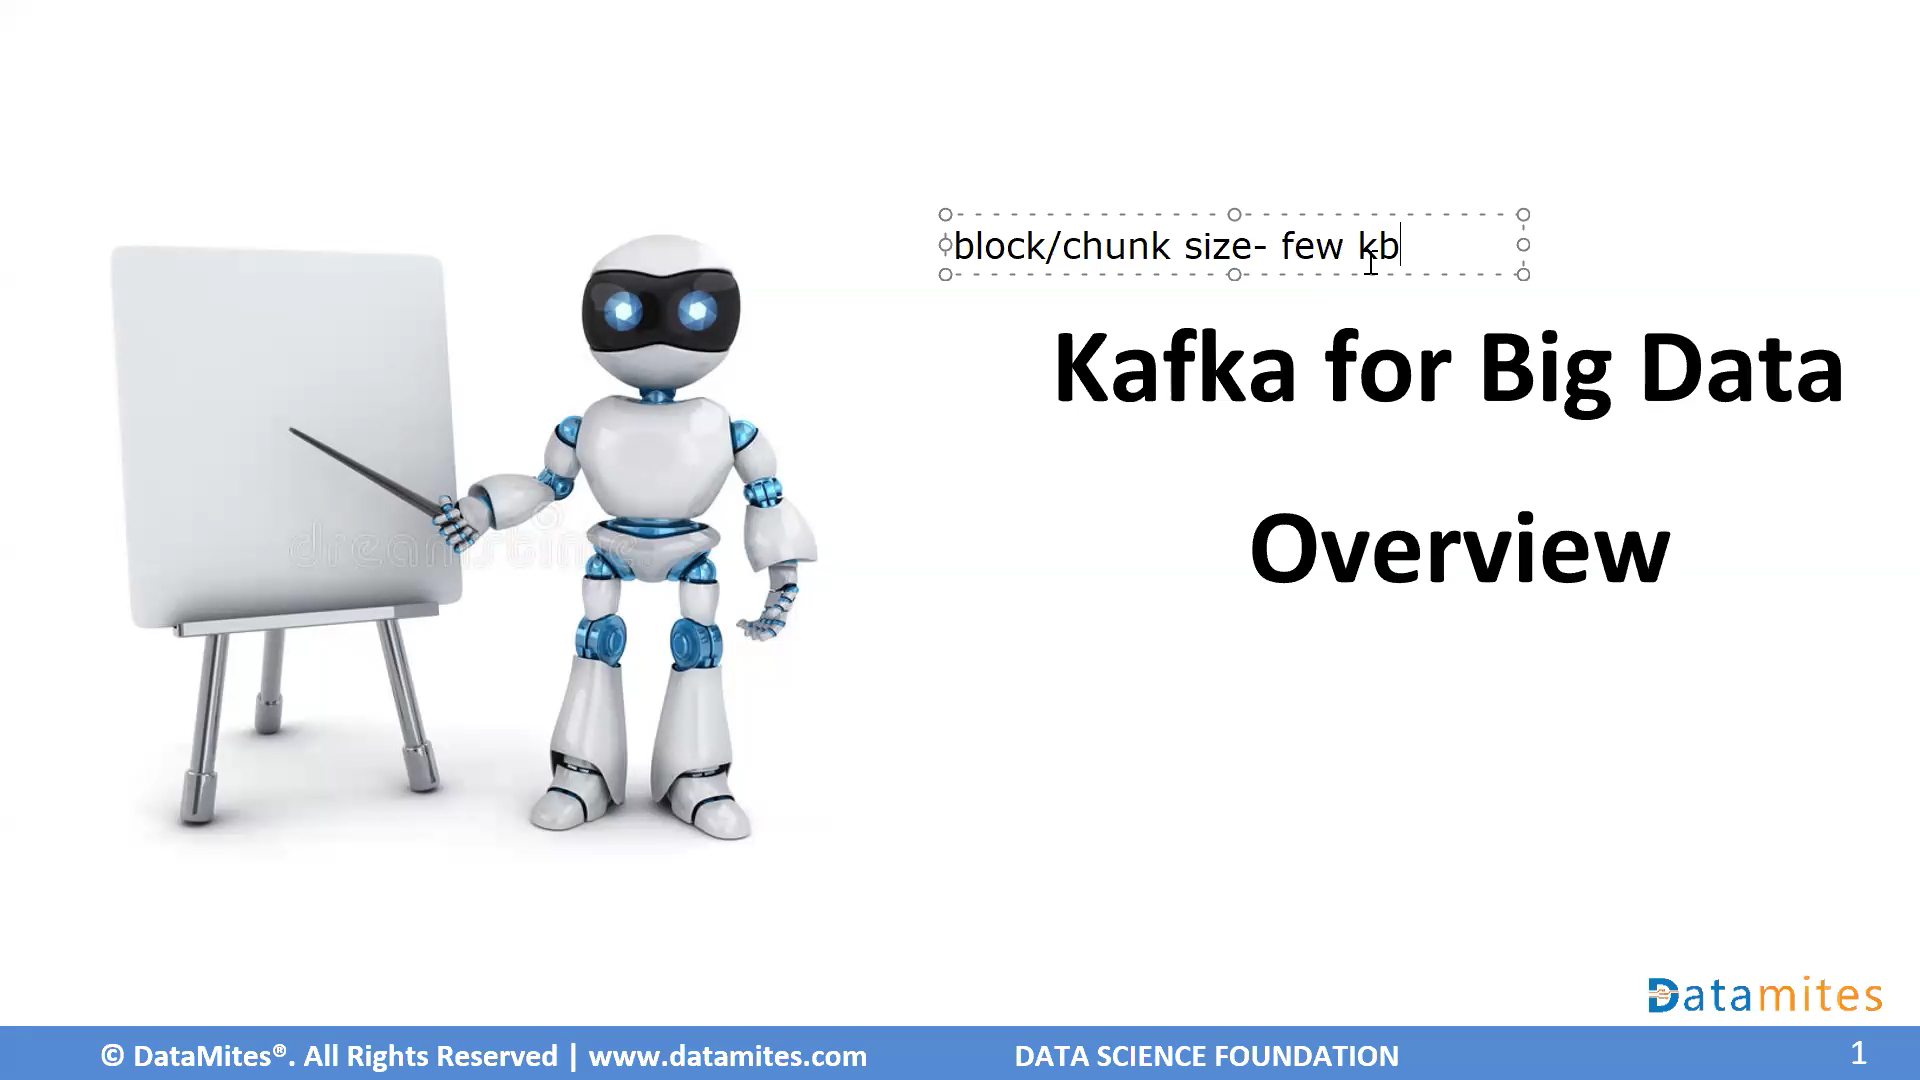 block/chunk size- few kb
Kafka for Big Data
Overview
dreamstime
Datamites
© DataMites®. All Rights Reserved | www.datamites.com
DATA SCIENCE FOUNDATION
1